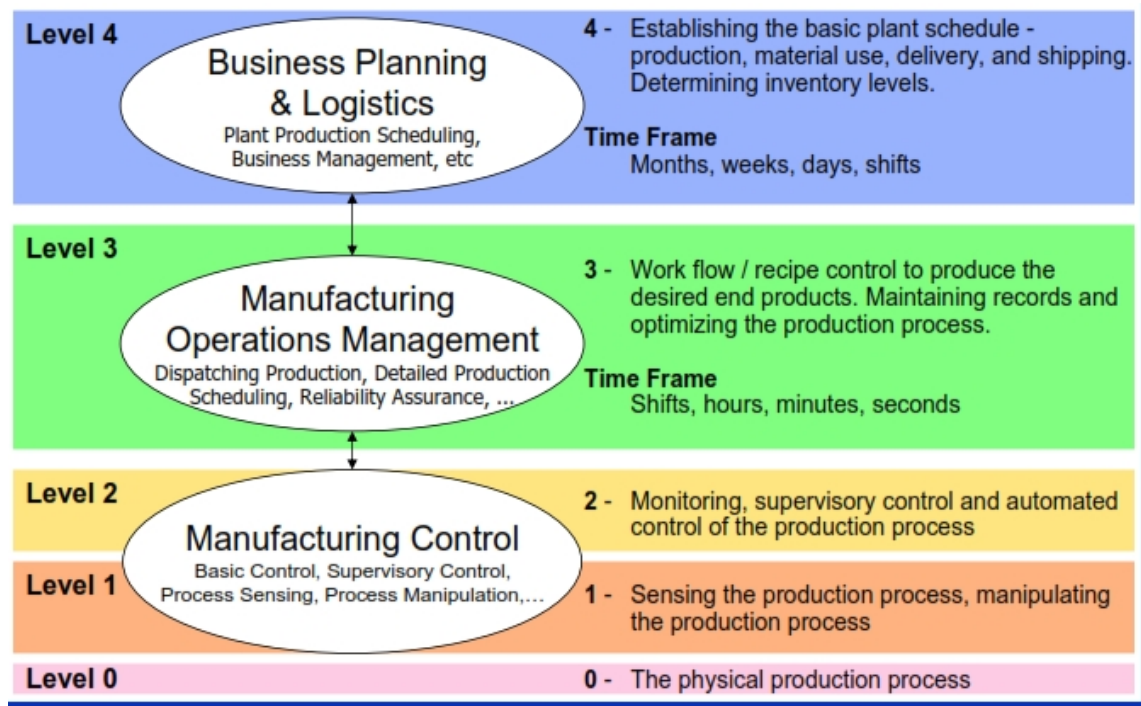 Level 4
Business Planning
& Logistics
Plant Production Scheduling,
Business Management, etc
4 - Establishing the basic plant schedule -
production, material use, delivery, and shipping.
Determining inventory levels.
Time Frame
Months, weeks, days, shifts
Level 3
Manufacturing
Operations Management
Dispatching Production, Detailed Production
Scheduling, Reliability Assurance, ...
3 - Work flow / recipe control to produce the
desired end products. Maintaining records and
optimizing the production process.
Time Frame
Shifts, hours, minutes, seconds
Level 2
Manufacturing Control
Basic Control, Supervisory Control,
Process Sensing, Process Manipulation,...
2 - Monitoring, supervisory control and automated
control of the production process
Level 1
1 - Sensing the production process, manipulating
the production process
Level 0
0 - The physical production process